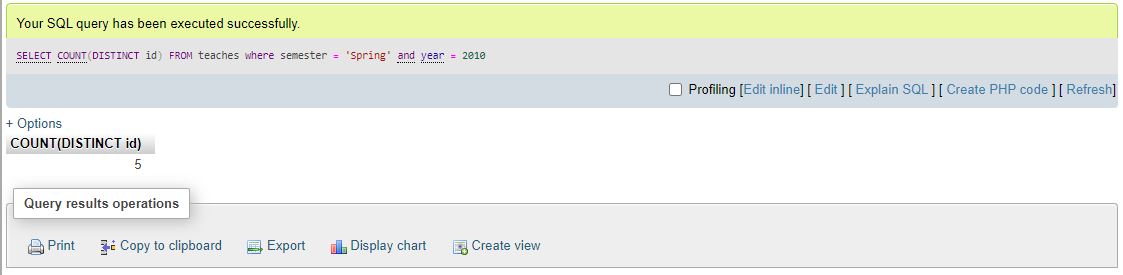 Your SQL query has been executed successfully.
SELECT COUNT(DISTINCT id) FROM teaches where semester = 'Spring' and year = 2010
Profiling [Edit inline] [ Edit ] [ Explain SQL ] [ Create PHP code ] [ Refresh]
+ Options
COUNT(DISTINCT id)
5
Query results operations
Print Copy to clipboard Export Display chart Create view